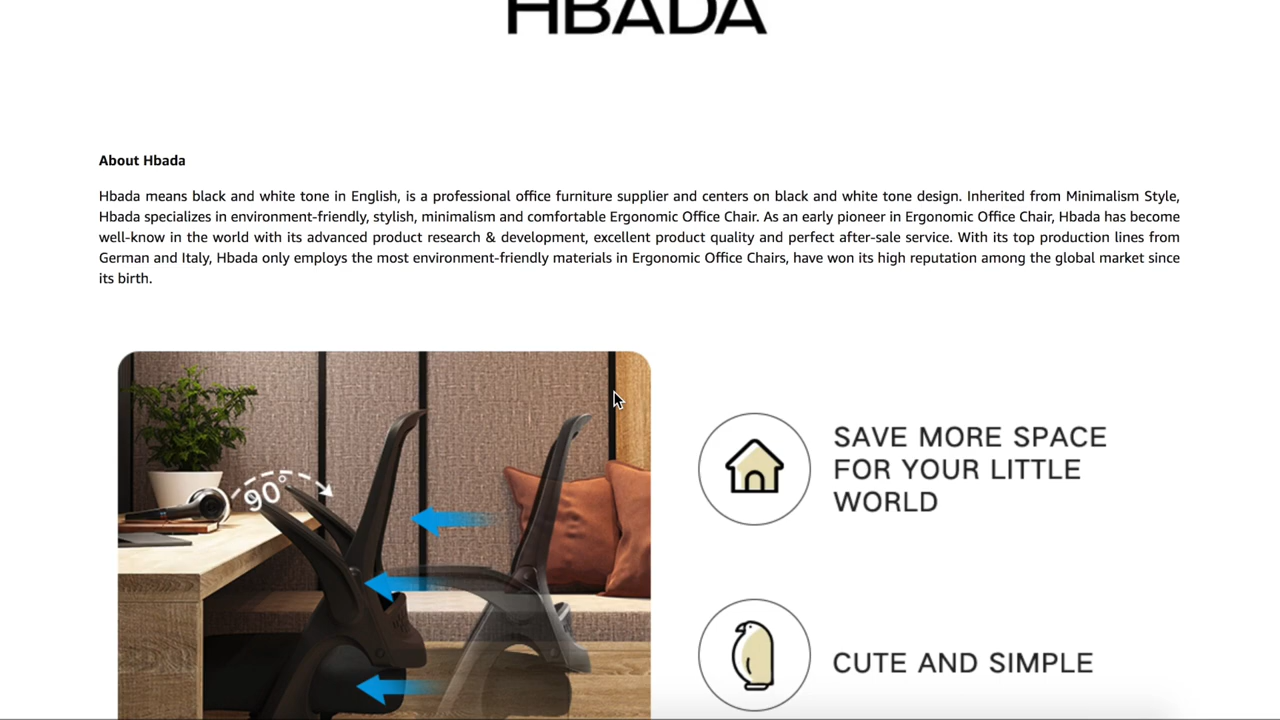 HBADA
About Hbada
Hbada means black and white tone in English, is a professional office furniture supplier and centers on black and white tone design. Inherited from Minimalism Style,
Hbada specializes in environment-friendly, stylish, minimalism and comfortable Ergonomic Office Chair. As an early pioneer in Ergonomic Office Chair, Hbada has become
well-know in the world with its advanced product research & development, excellent product quality and perfect after-sale service. With its top production lines from
German and Italy, Hbada only employs the most environment-friendly materials in Ergonomic Office Chairs, have won its high reputation among the global market since
its birth.
90°
SAVE MORE SPACE
FOR YOUR LITTLE
WORLD
CUTE AND SIMPLE